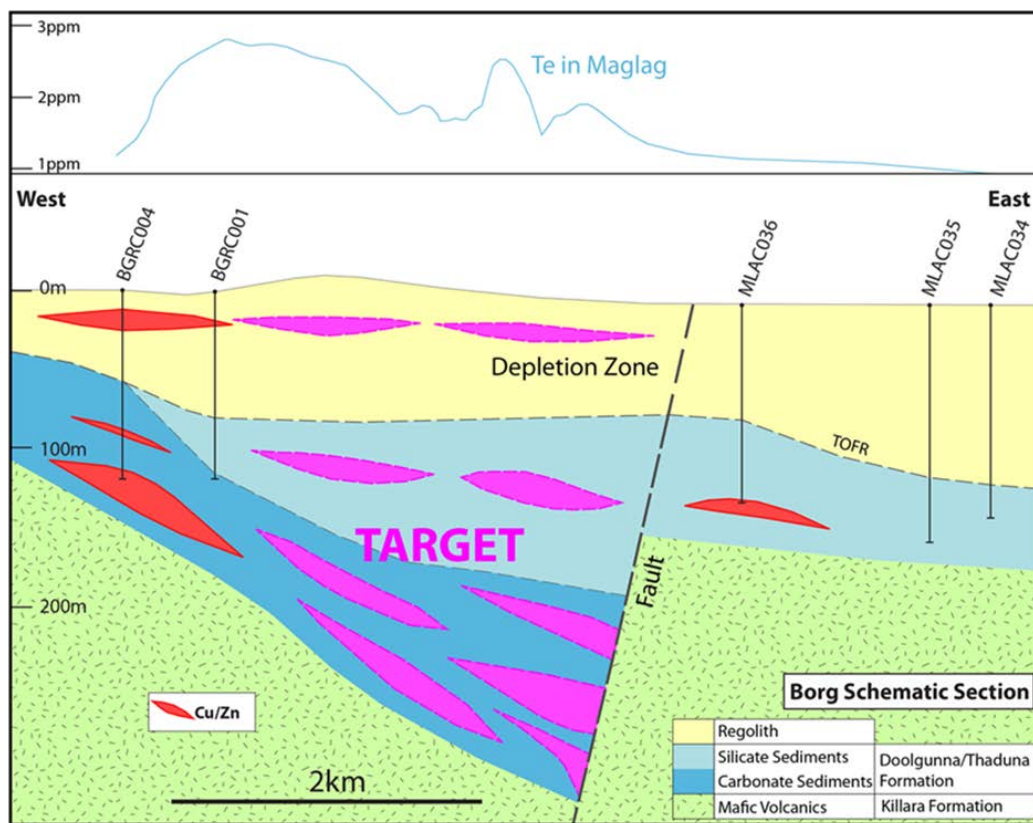 3ppm
Te in Maglag
2ppm
1ppm
West
East
BGRC004
BGRC001
MLAC036
MLAC035
MLAC034
0m
Depletion Zone
100m
TOFR
TARGET
Fault
200m
Cu/Zn
2km
Borg Schematic Section
Regolith
Silicate Sediments
Doolgunna/Thaduna
Carbonate Sediments
Formation
Mafic Volcanics
Killara Formation